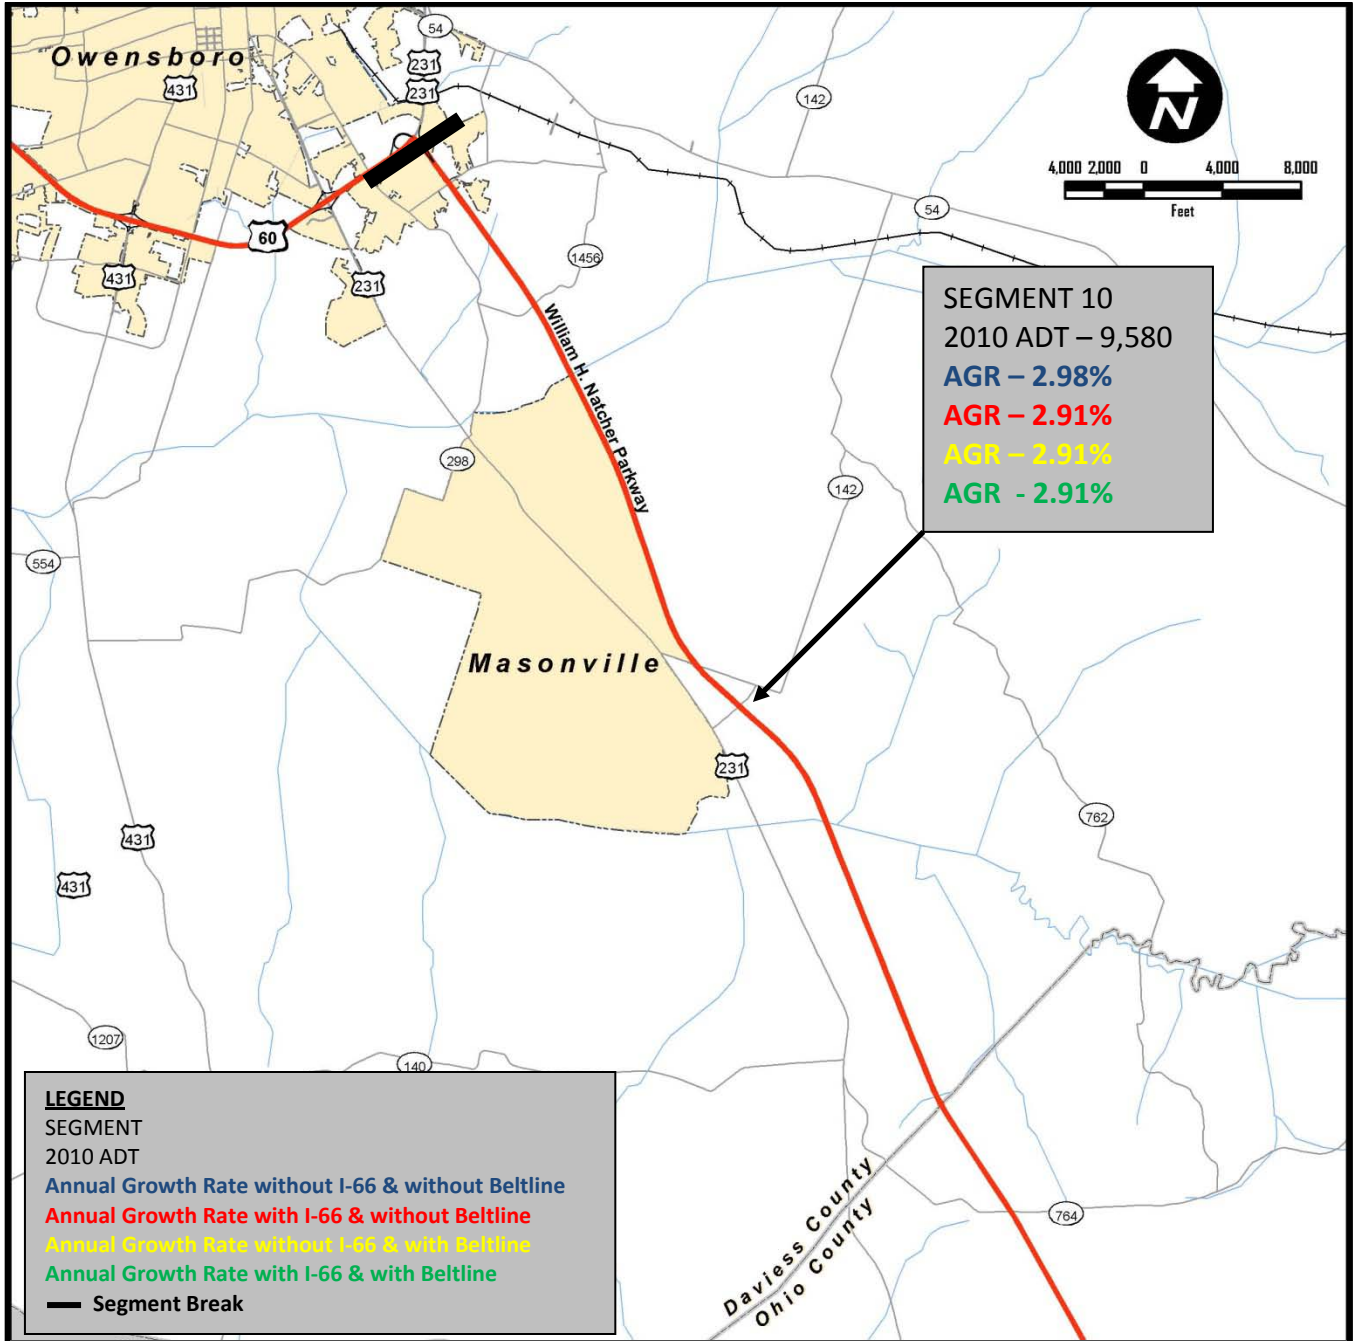 54
Owensboro
231
231
431
142
N
4,000 2,000 0 4,000 8,000
Feet
54
60
1456
431
231
SEGMENT 10
2010 ADT – 9,580
AGR – 2.98%
AGR – 2.91%
AGR – 2.91%
AGR - 2.91%
William H. Natcher Parkway
298
142
554
Masonville
231
762
431
431
1207
140
LEGEND
SEGMENT
2010 ADT
Annual Growth Rate without I-66 & without Beltline
Annual Growth Rate with I-66 & without Beltline
Annual Growth Rate without I-66 & with Beltline
Annual Growth Rate with I-66 & with Beltline
Segment Break
Daviess County
Ohio County
764